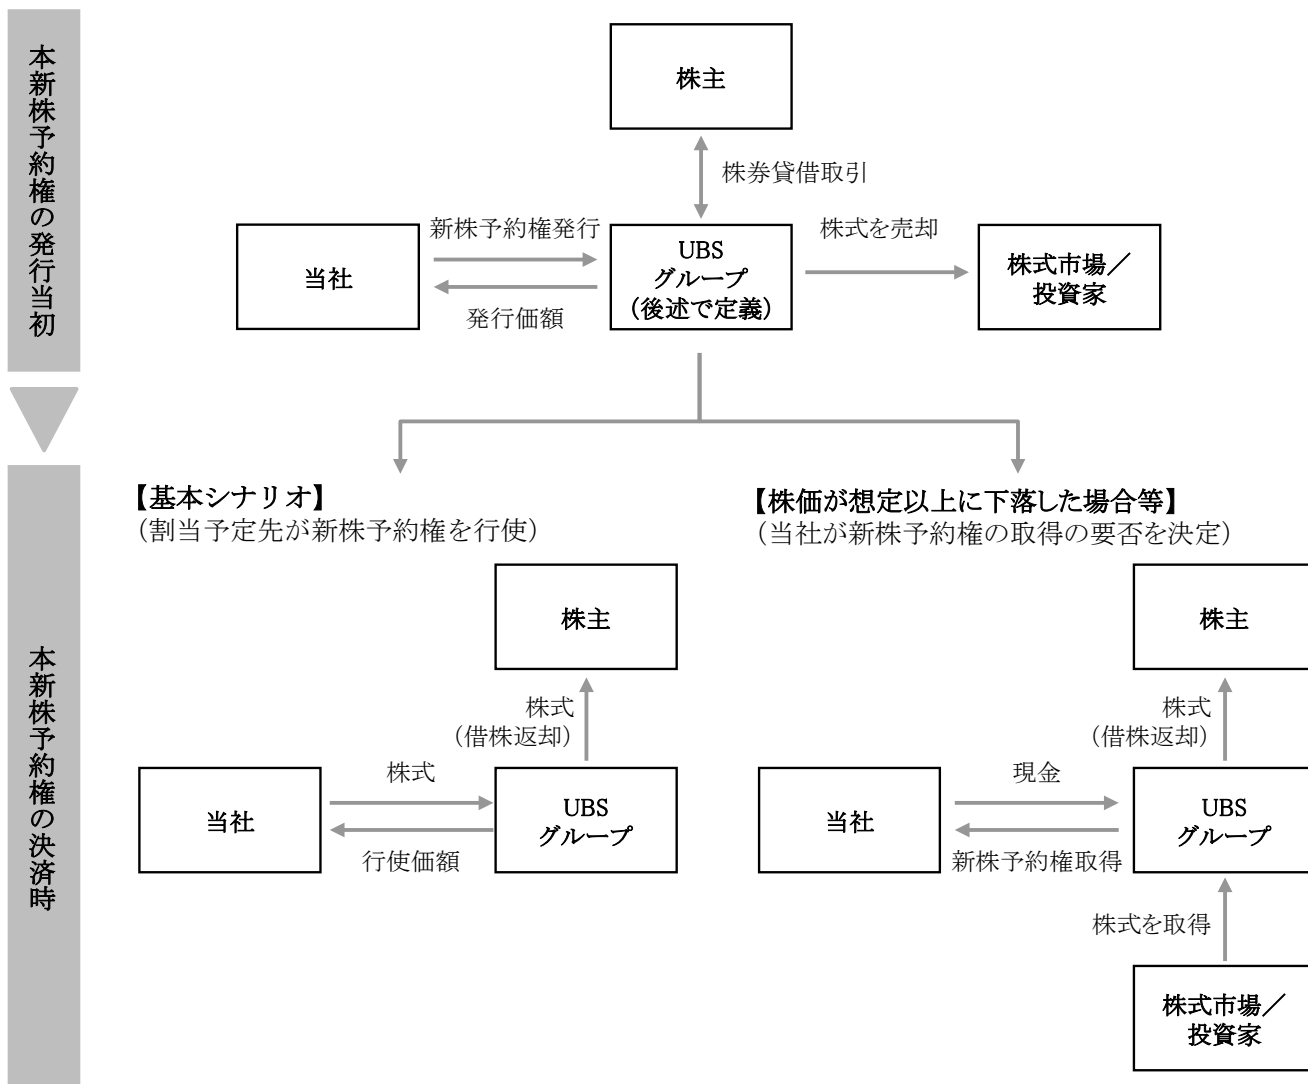 本新株予約権の発行当初
株主
株券貸借取引
新株予約権発行
株式を売却
当社
UBS
グループ
(後述で定義)
株式市場／
投資家
発行価額
【基本シナリオ】
(割当予定先が新株予約権を行使)
【株価が想定以上に下落した場合等】
(当社が新株予約権の取得の要否を決定)
本新株予約権の決済時
株主
株式
(借株返却)
株式
当社
UBS
グループ
行使価額
株主
株式
(借株返却)
現金
当社
UBS
グループ
新株予約権取得
株式を取得
株式市場／
投資家